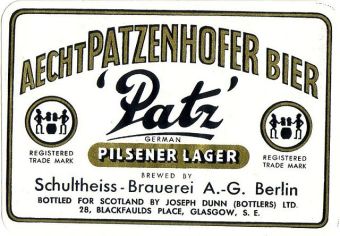 AECHT PATZENHOFER BIER
'Patz'
GERMAN
PILSENER LAGER
REGISTERED
TRADE MARK
REGISTERED
TRADE MARK
BREWED BY
Schultheiss - Brauerei A.-G. Berlin
BOTTLED FOR SCOTLAND BY JOSEPH DUNN (BOTTLERS) LTD.
28, BLACKFAULDS PLACE, GLASGOW, S. E.